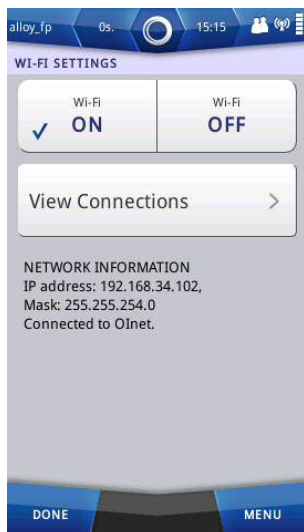 alloy_fp 0s. 15:15
WI-FI SETTINGS
Wi-Fi Wi-Fi
ON OFF
View Connections
NETWORK INFORMATION
IP address: 192.168.34.102,
Mask: 255.255.254.0
Connected to OInet.
DONE MENU